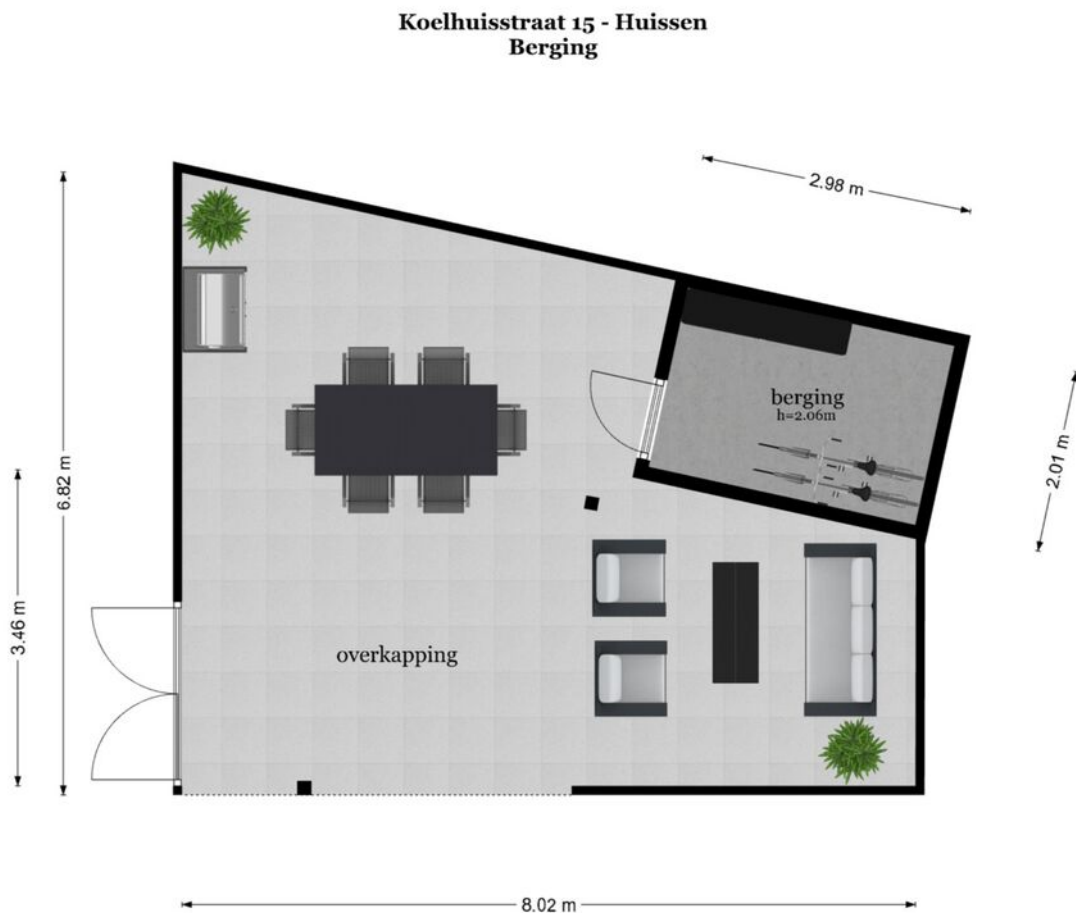 Koelhuisstraat 15 - Huissen
Berging
2.98 m
6.82 m
berging
h=2.06m
2.01 m
3.46 m
overkapping
8.02 m